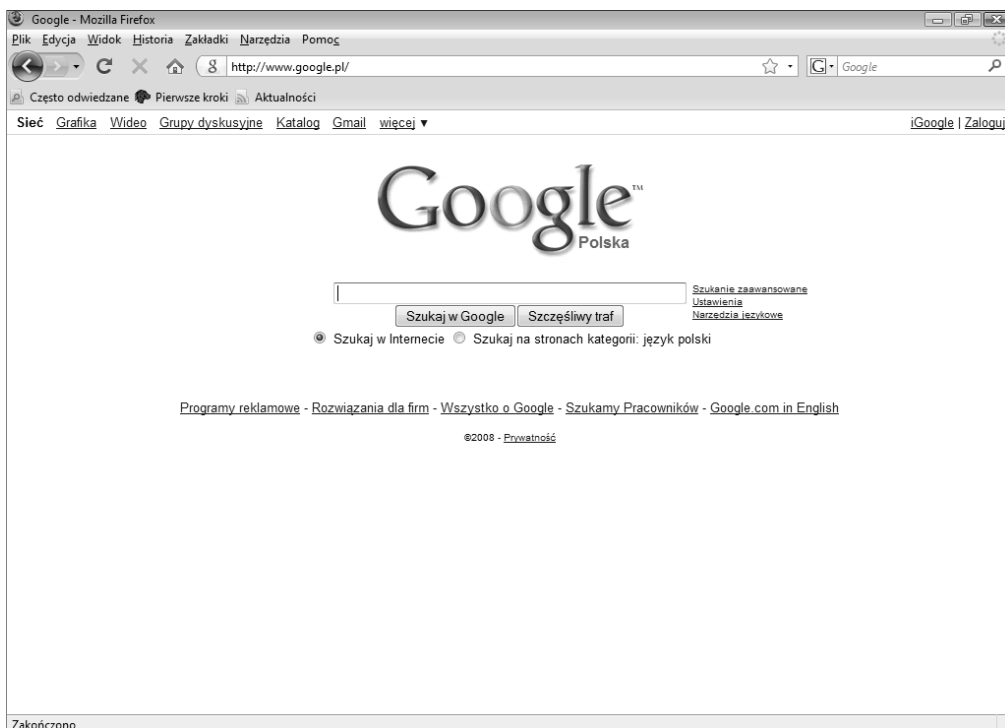 Google - Mozilla Firefox
Plik Edycja Widok Historia Zakładki Narzędzia Pomoc
http://www.google.pl/ G Google
Często odwiedzane Pierwsze kroki Aktualności
Sieć Grafika Wideo Grupy dyskusyjne Katalog Gmail więcej ▼ iGoogle | Zaloguj
Google™
Polska
Szukanie zaawansowane
Ustawienia
Narzędzia językowe
Szukaj w Google Szczęśliwy traf
Szukaj w Internecie Szukaj na stronach kategorii: język polski
Programy reklamowe - Rozwiązania dla firm - Wszystko o Google - Szukamy Pracowników - Google.com in English
©2008 - Prywatność
Zakończono